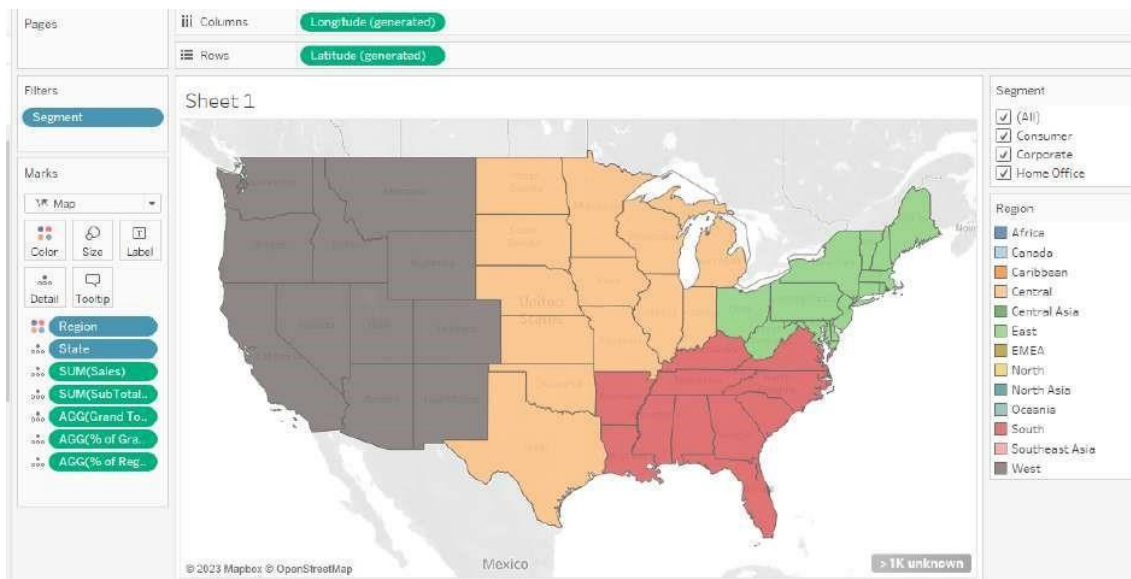 Pages
Columns
Longitude (generated)
Rows
Latitude (generated)
Filters
Segment
Marks
Map
Color
Size
Label
Detail
Tooltip
Region
State
SUM(Sales)
SUM(SubTotal..
AGG(Grand To..
AGG(% of Gra..
AGG(% of Reg..
Sheet 1
United
States
Mexico
© 2023 Mapbox © OpenStreetMap
>1K unknown
Segment
(All)
Consumer
Corporate
Home Office
Region
Africa
Canada
Caribbean
Central
Central Asia
East
EMEA
North
North Asia
Oceania
South
Southeast Asia
West